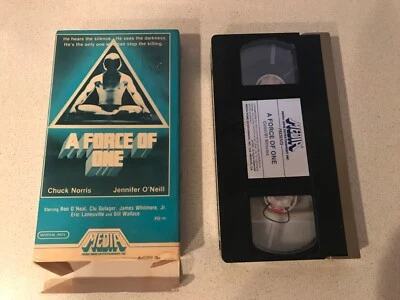 He hears the silence. He sees the darkness.
He's the only one who can stop the killing.
A FORCE OF
ONE
Chuck Norris Jennifer O'Neill
Starring Ron O'Neal, Clu Gulager, James Whitmore, Jr.
Eric Laneuville and Bill Wallace
PG
MEDIA
MEDIA
A FORCE OF ONE